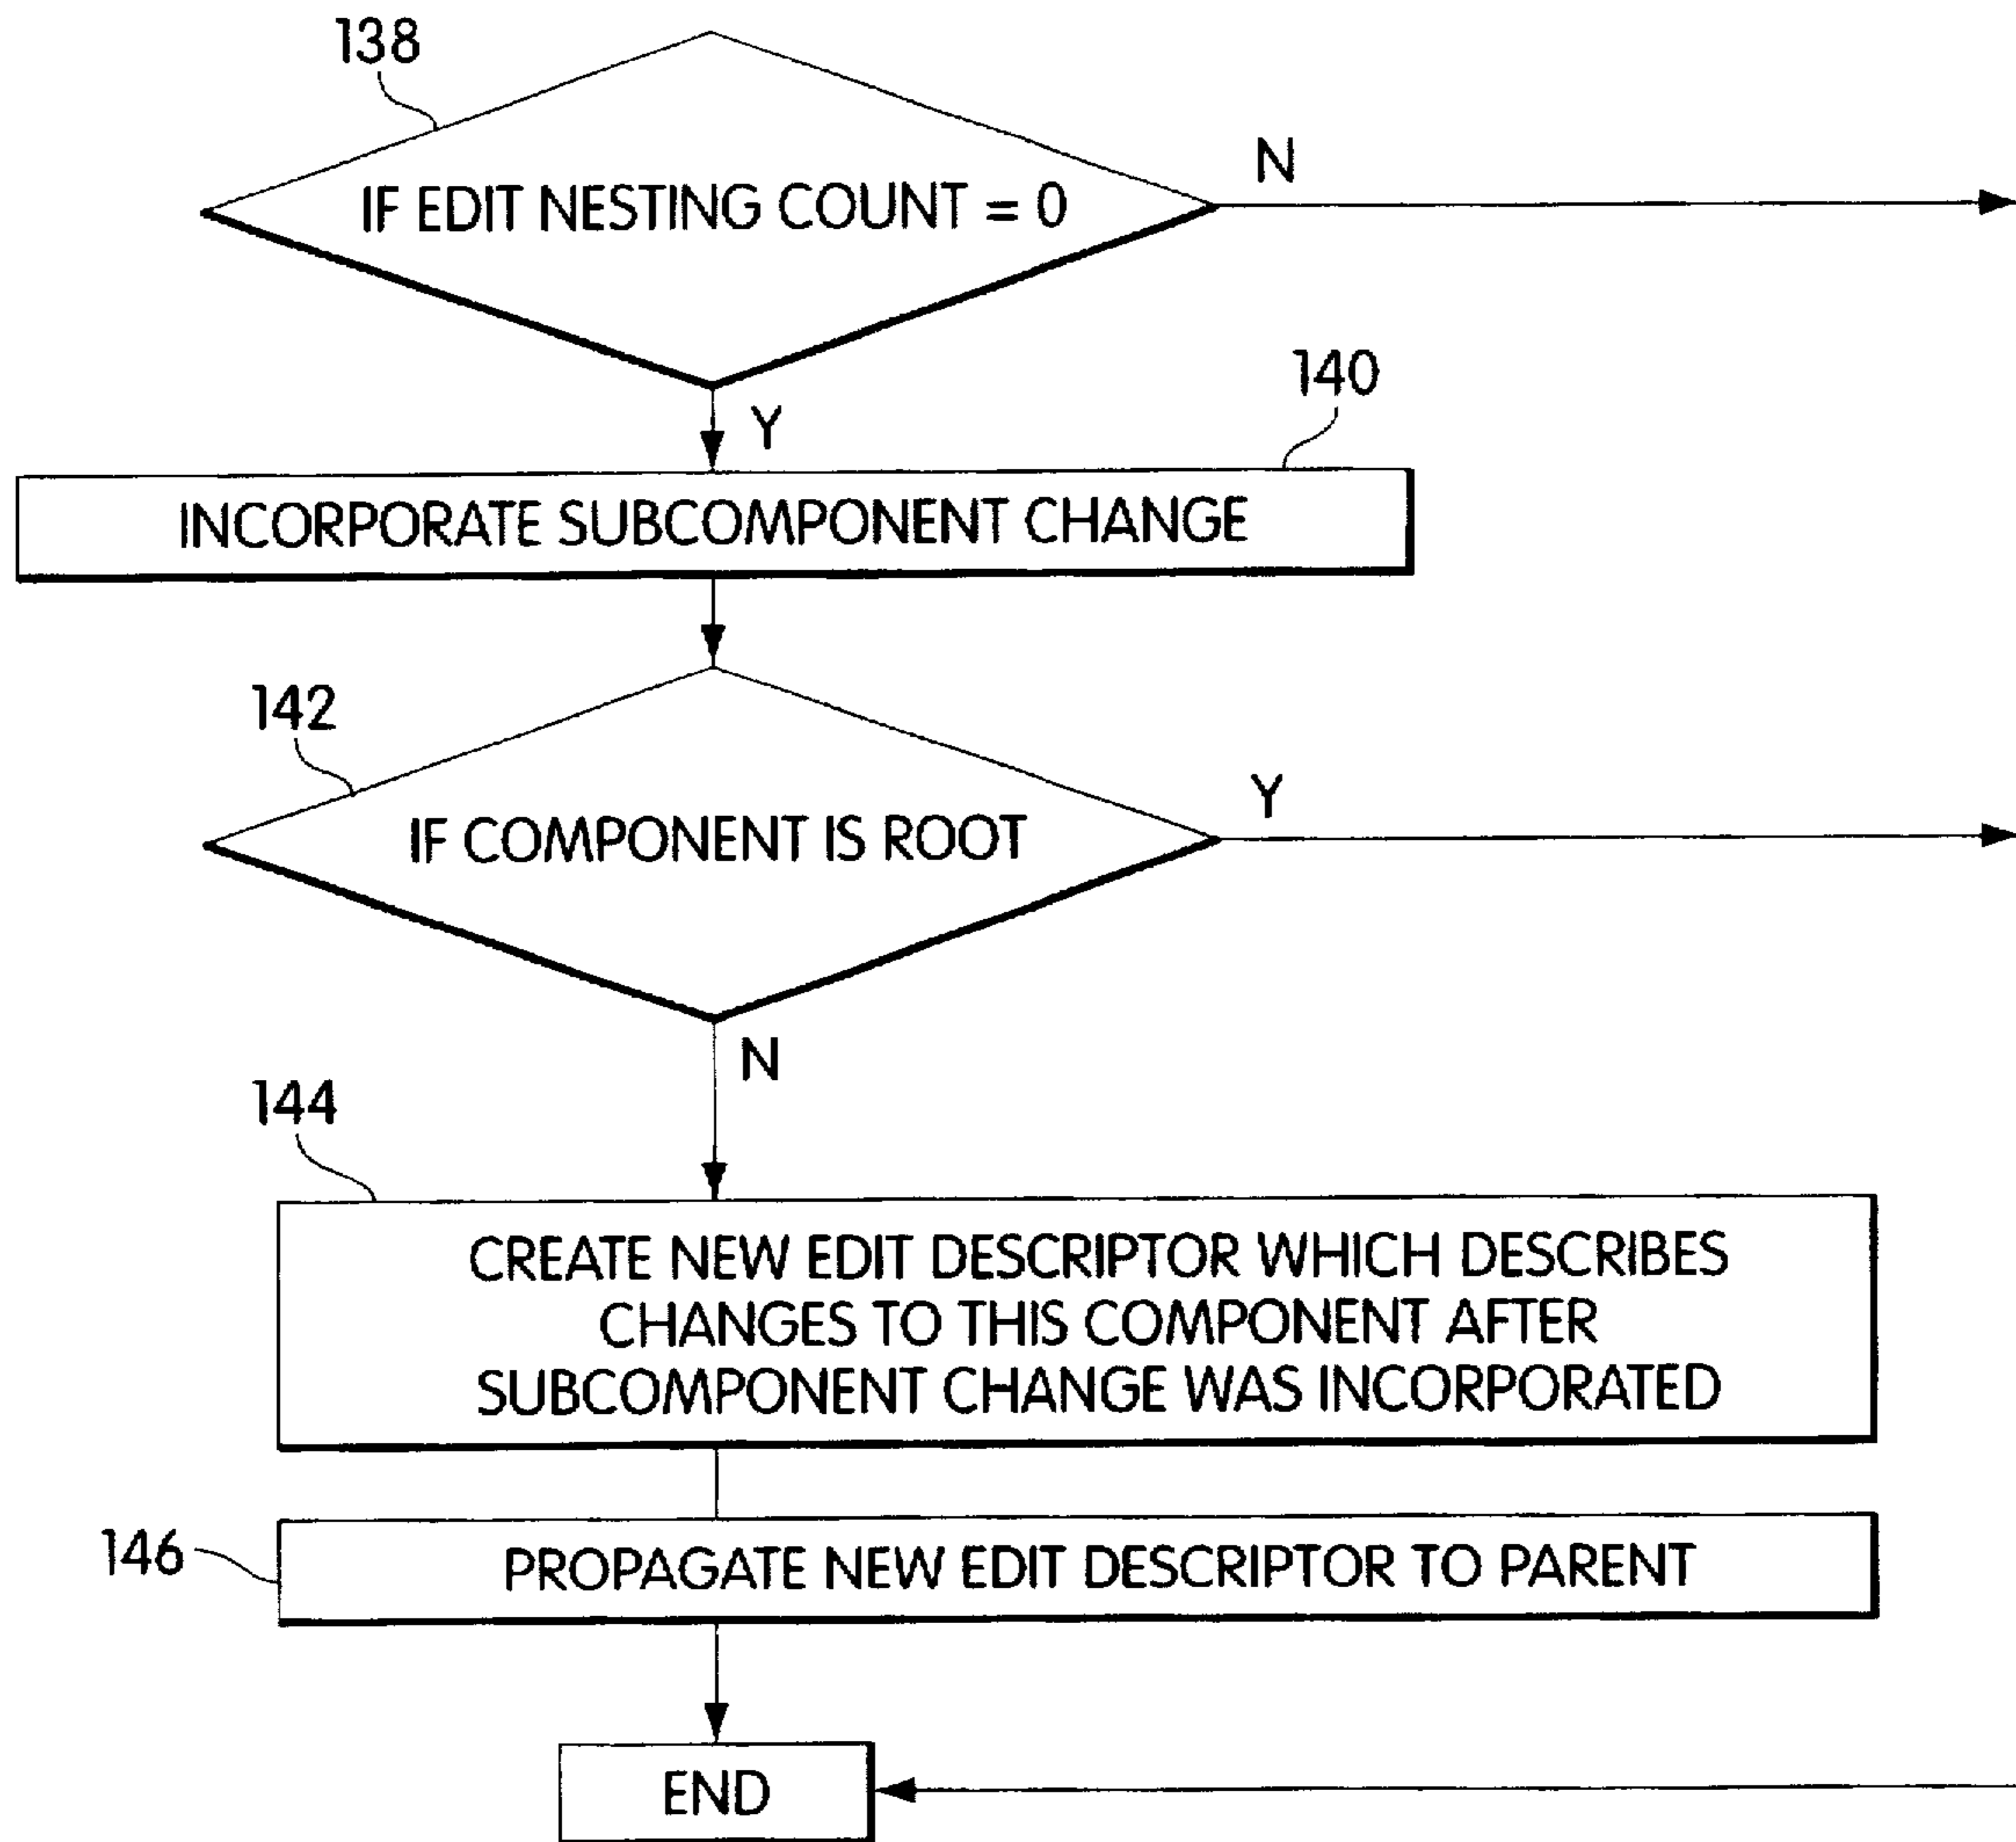 138
IF EDIT NESTING COUNT = 0
N
Y
140
INCORPORATE SUBCOMPONENT CHANGE
142
IF COMPONENT IS ROOT
Y
N
144
CREATE NEW EDIT DESCRIPTOR WHICH DESCRIBES
CHANGES TO THIS COMPONENT AFTER
SUBCOMPONENT CHANGE WAS INCORPORATED
146
PROPAGATE NEW EDIT DESCRIPTOR TO PARENT
END